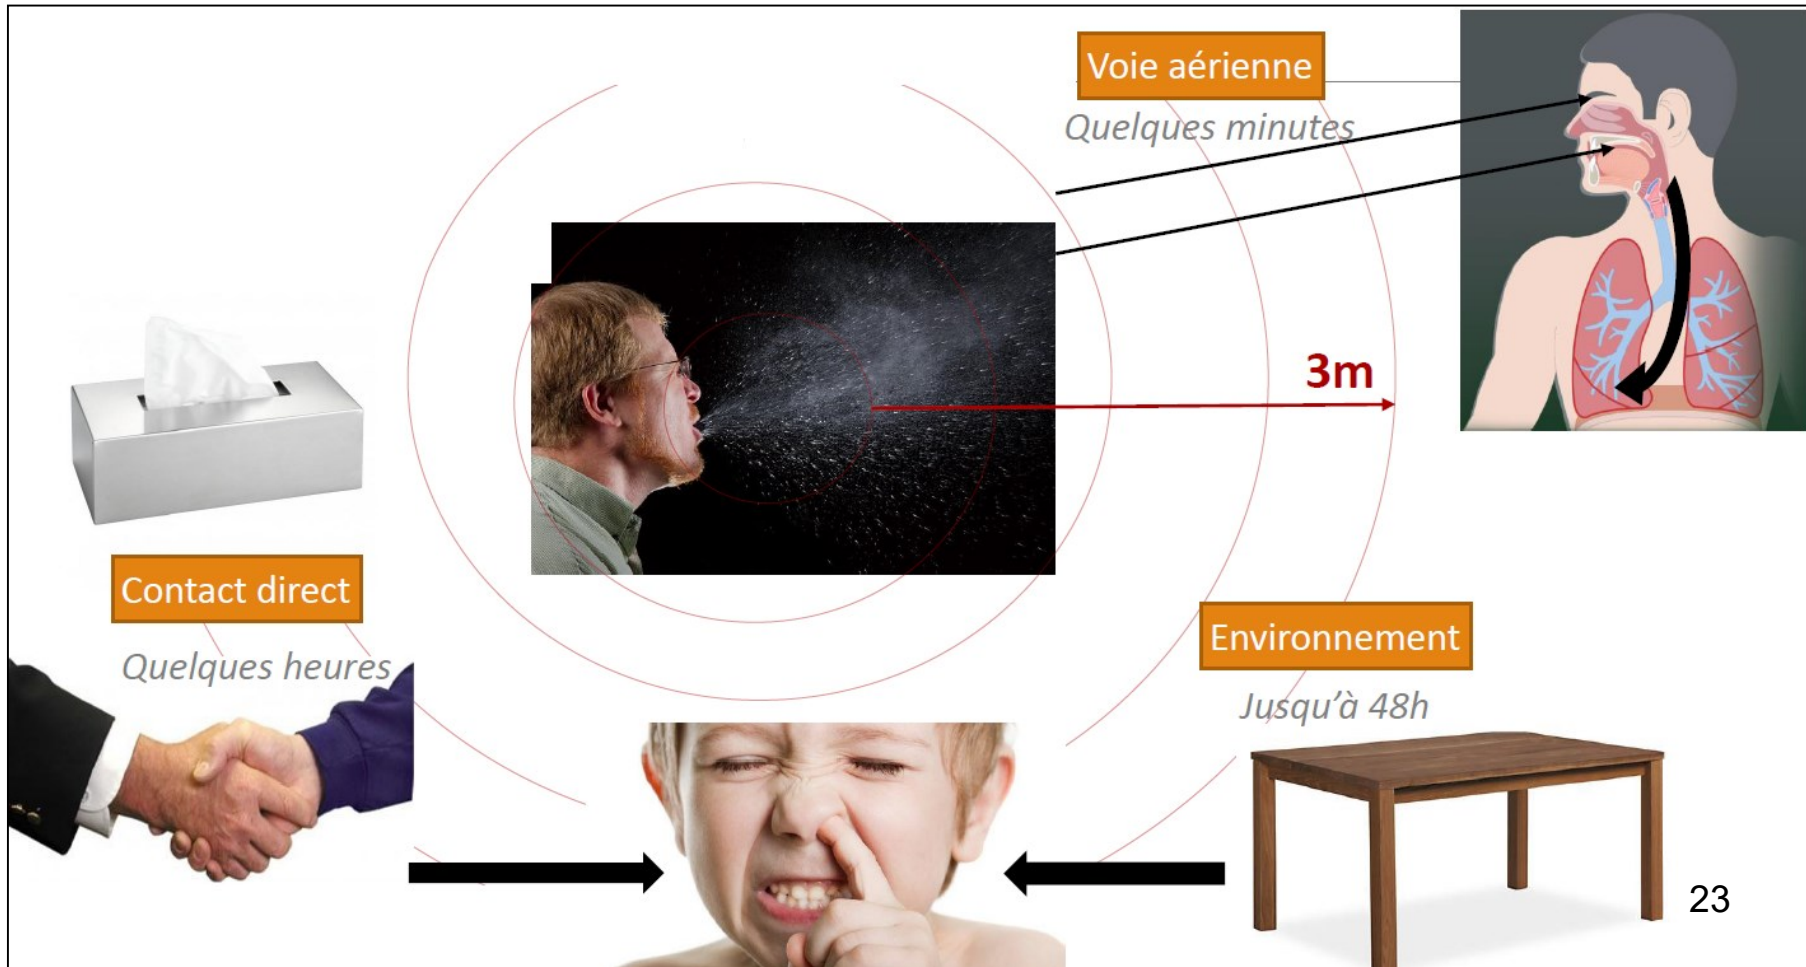 Voie aérienne
Quelques minutes
3m
Contact direct
Quelques heures
Environnement
Jusqu'à 48h
23